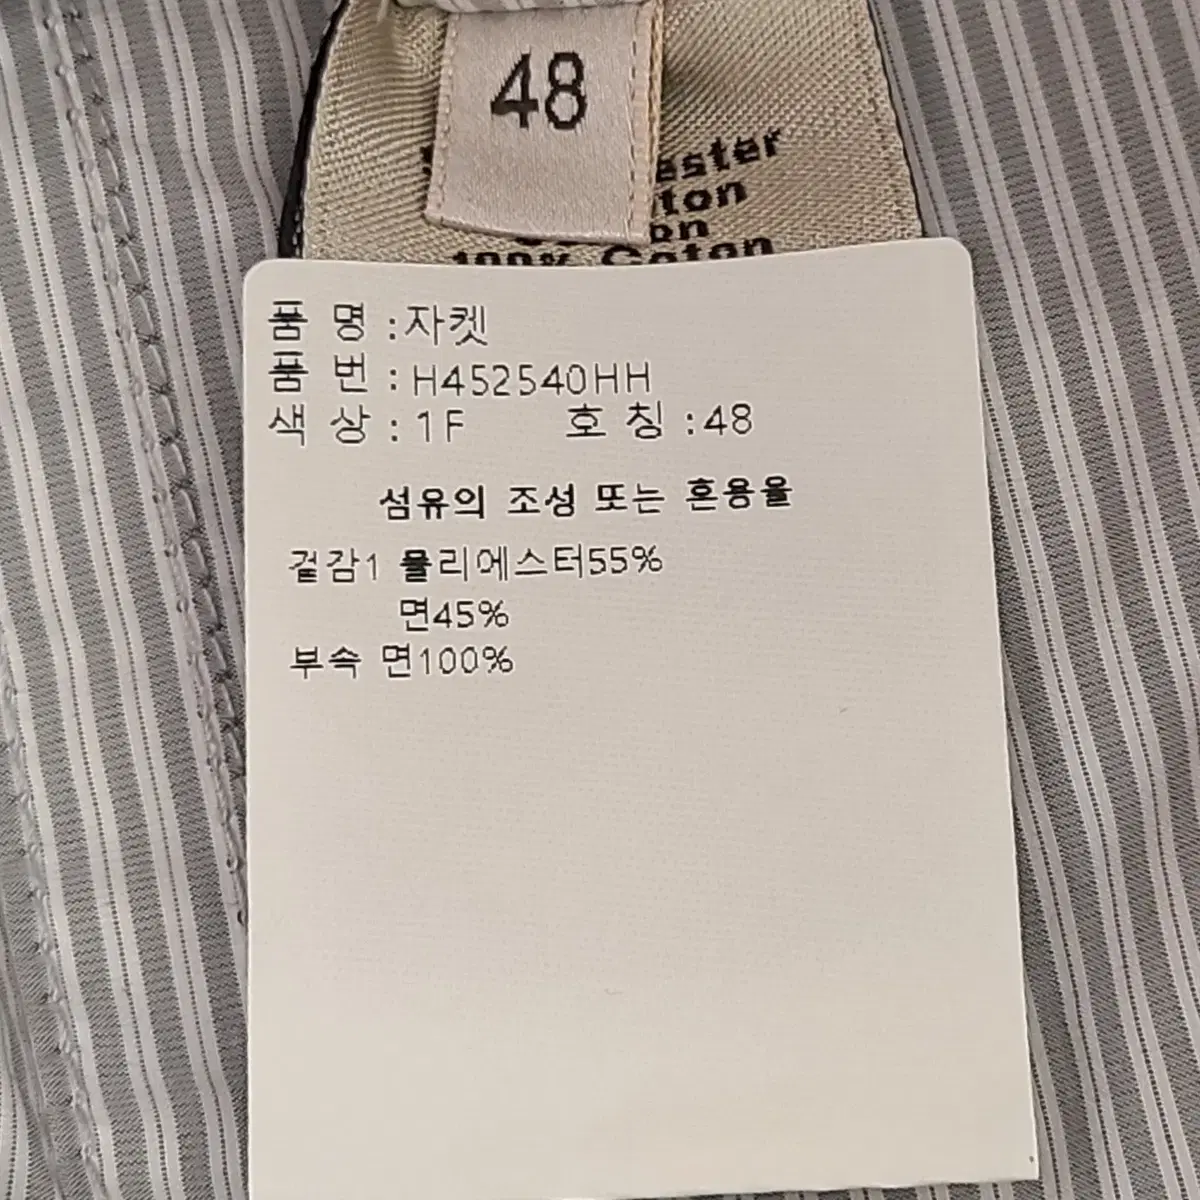 48
ester
ton
100% Coton
품 명 :자켓
품 번 :H452540HH
색 상 :1F 호 칭 :48
섬유의 조성 또는 혼용율
겉감1 폴리에스터55%
면45%
부속 면100%